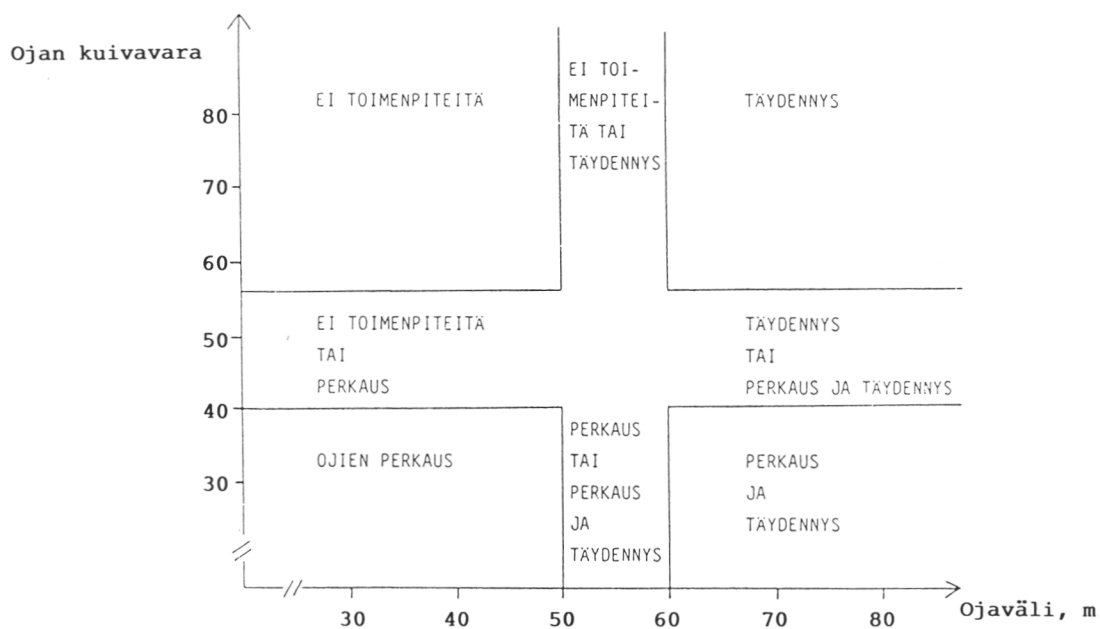 Ojan kuivavara
80
70
60
50
40
30
EI TOIMENPITEITÄ
EI TOI-
MENPITEI-
TÄ TAI
TÄYDENNYS
TÄYDENNYS
EI TOIMENPITEITÄ
TAI
PERKAUS
TÄYDENNYS
TAI
PERKAUS JA TÄYDENNYS
OJIEN PERKAUS
PERKAUS
TAI
PERKAUS
JA
TÄYDENNYS
PERKAUS
JA
TÄYDENNYS
30 40 50 60 70 80
Ojaväli, m